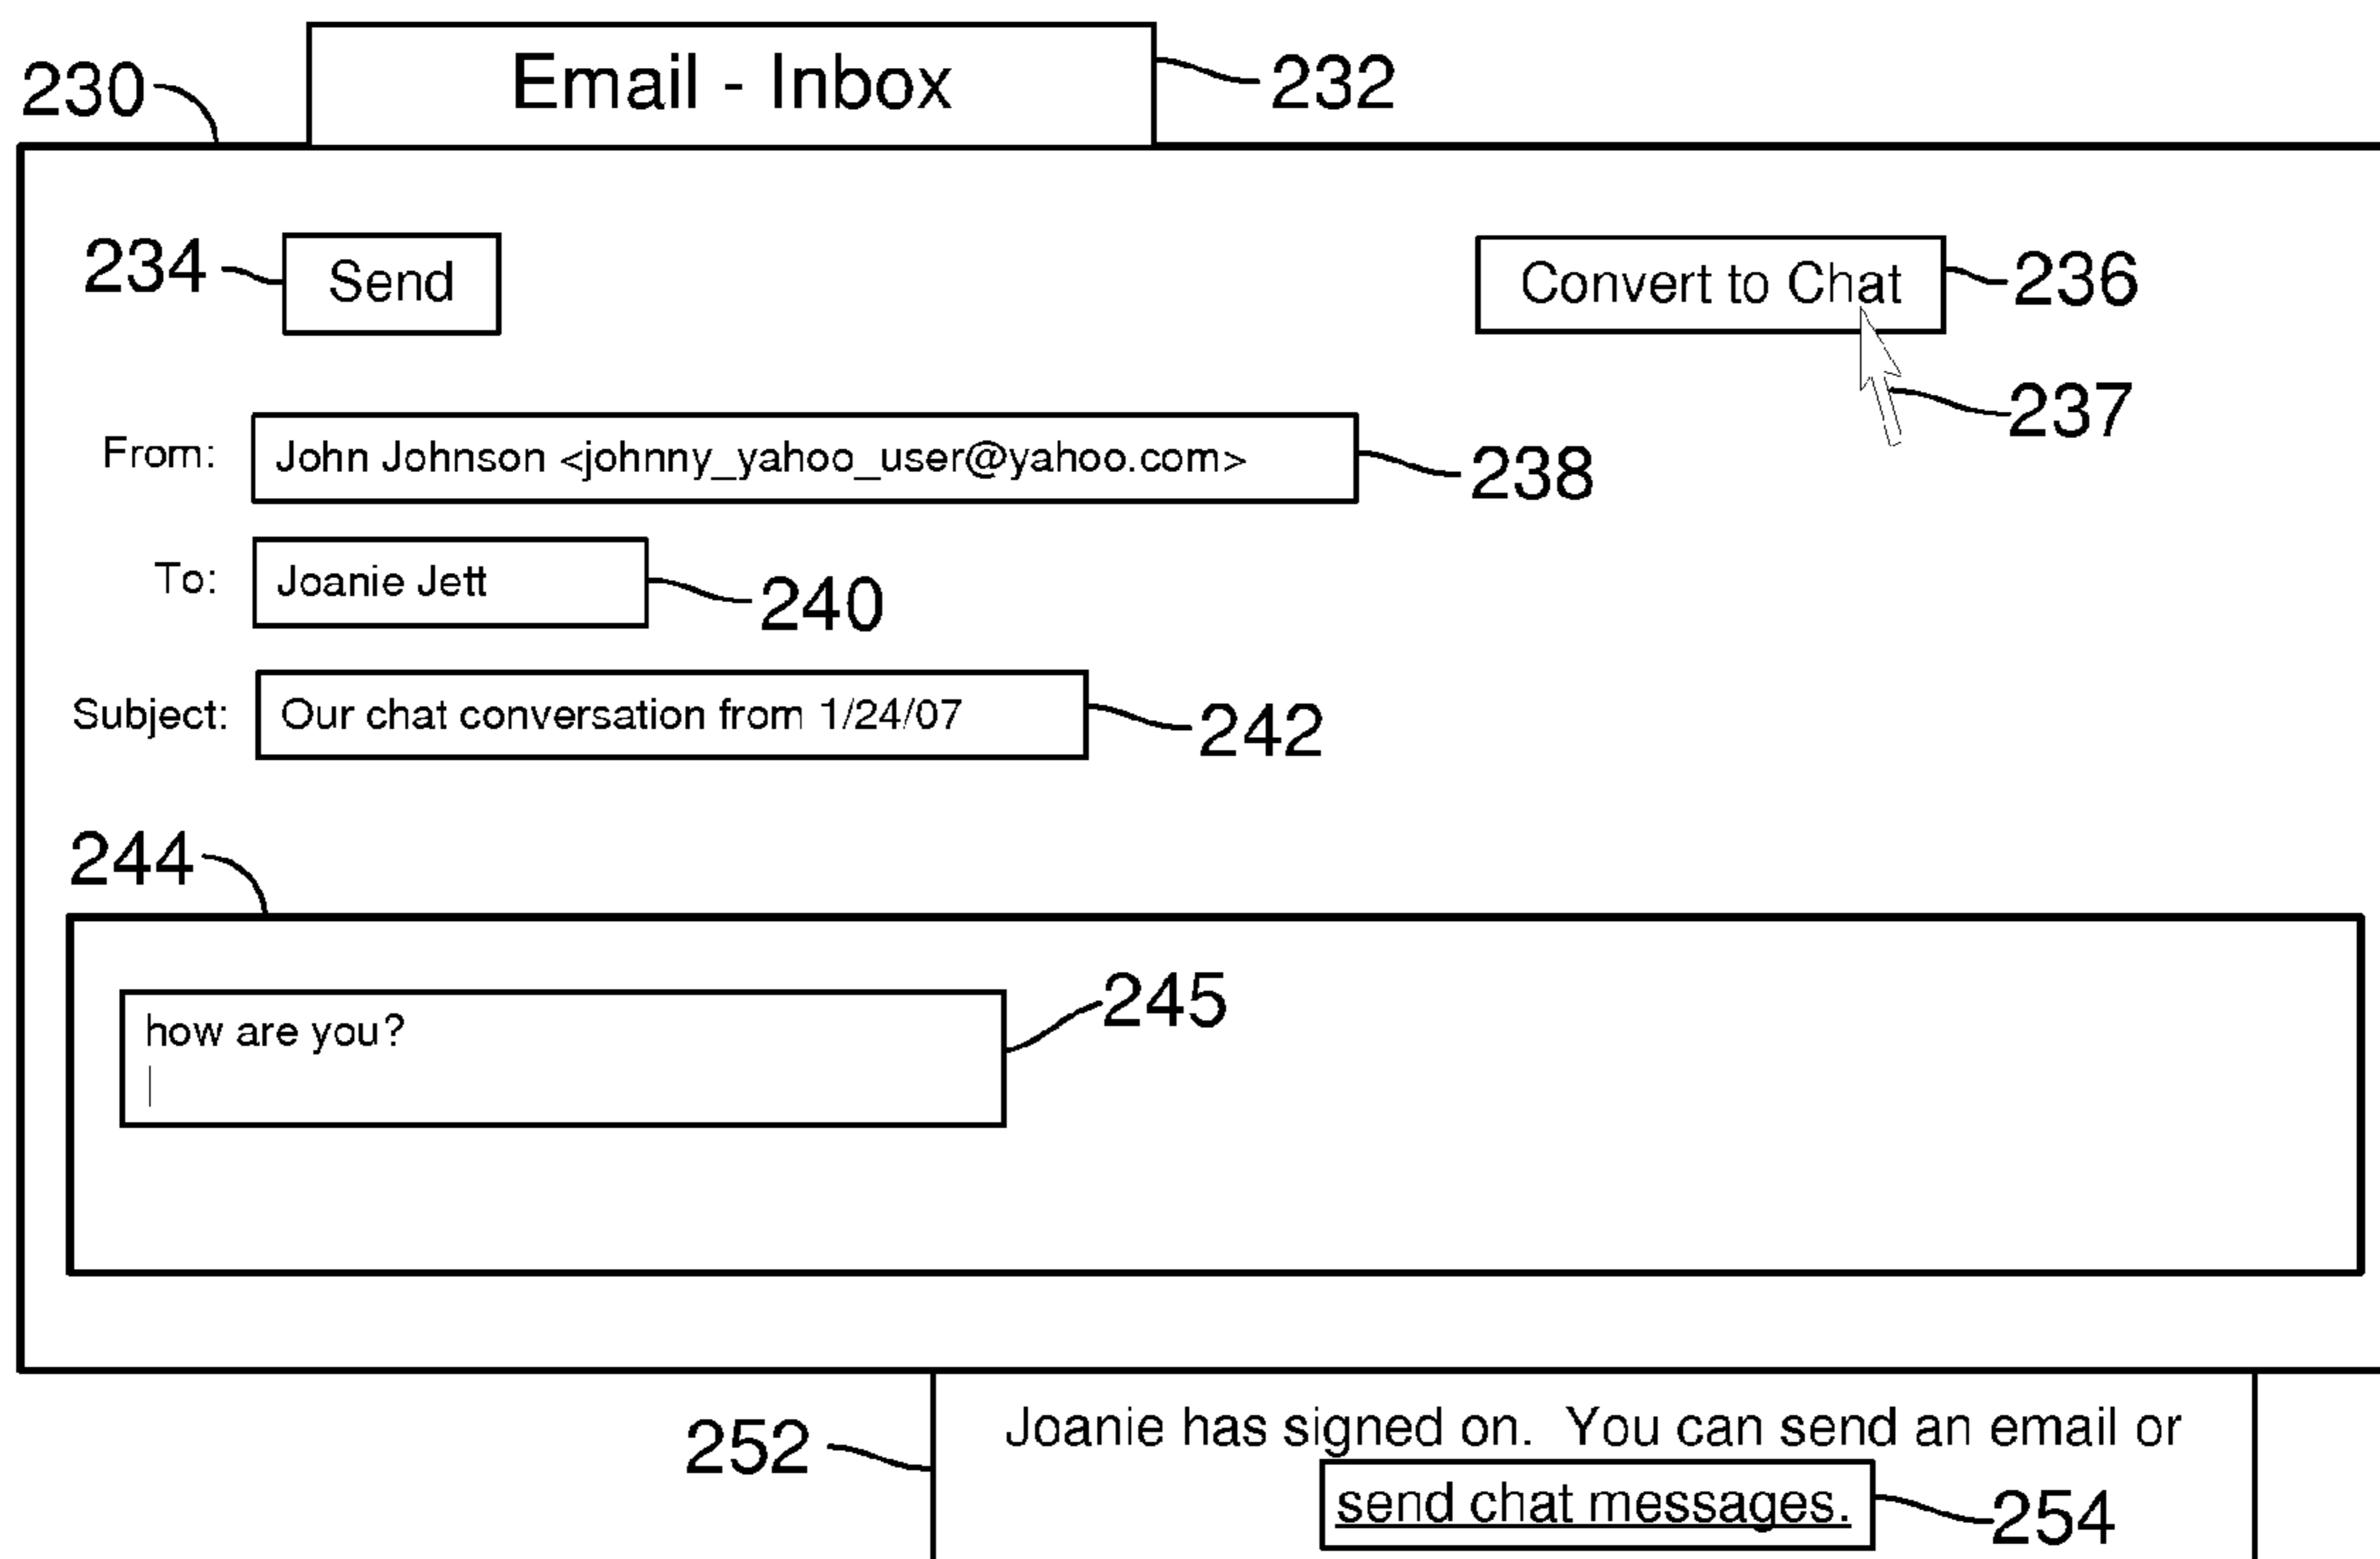 Email - Inbox
232
230
234
Send
Convert to Chat
236
237
From:
John Johnson <johnny_yahoo_user@yahoo.com>
238
To:
Joanie Jett
240
Subject:
Our chat conversation from 1/24/07
242
244
how are you?
245
252
Joanie has signed on. You can send an email or
send chat messages.
254